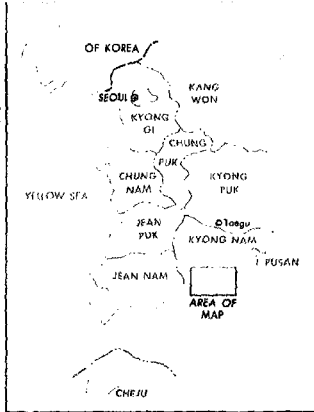 OF KOREA
SEOUL
KANG
WON
KYONG
GI
CHUNG
PUK
CHUNG
NAM
KYONG
PUK
YELLOW SEA
JEAN
PUK
Taegu
KYONG NAM
PUSAN
JEAN NAM
AREA OF
MAP
CHEJU